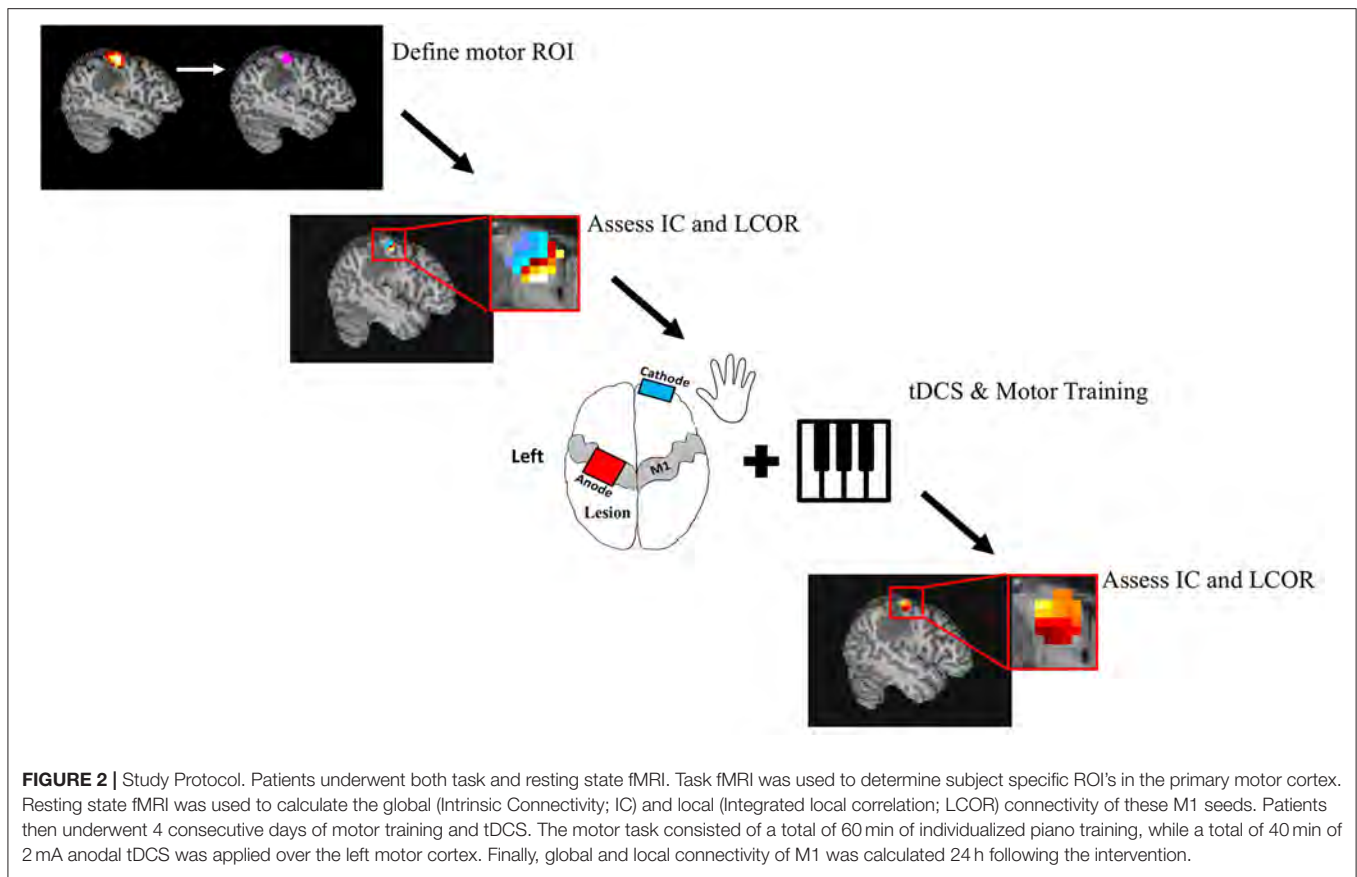 Define motor ROI
Assess IC and LCOR
Cathode
tDCS & Motor Training
Left
M1
Anode
Lesion
Assess IC and LCOR
FIGURE 2 | Study Protocol. Patients underwent both task and resting state fMRI. Task fMRI was used to determine subject specific ROI's in the primary motor cortex.
Resting state fMRI was used to calculate the global (Intrinsic Connectivity; IC) and local (Integrated local correlation; LCOR) connectivity of these M1 seeds. Patients
then underwent 4 consecutive days of motor training and tDCS. The motor task consisted of a total of 60 min of individualized piano training, while a total of 40 min of
2 mA anodal tDCS was applied over the left motor cortex. Finally, global and local connectivity of M1 was calculated 24 h following the intervention.